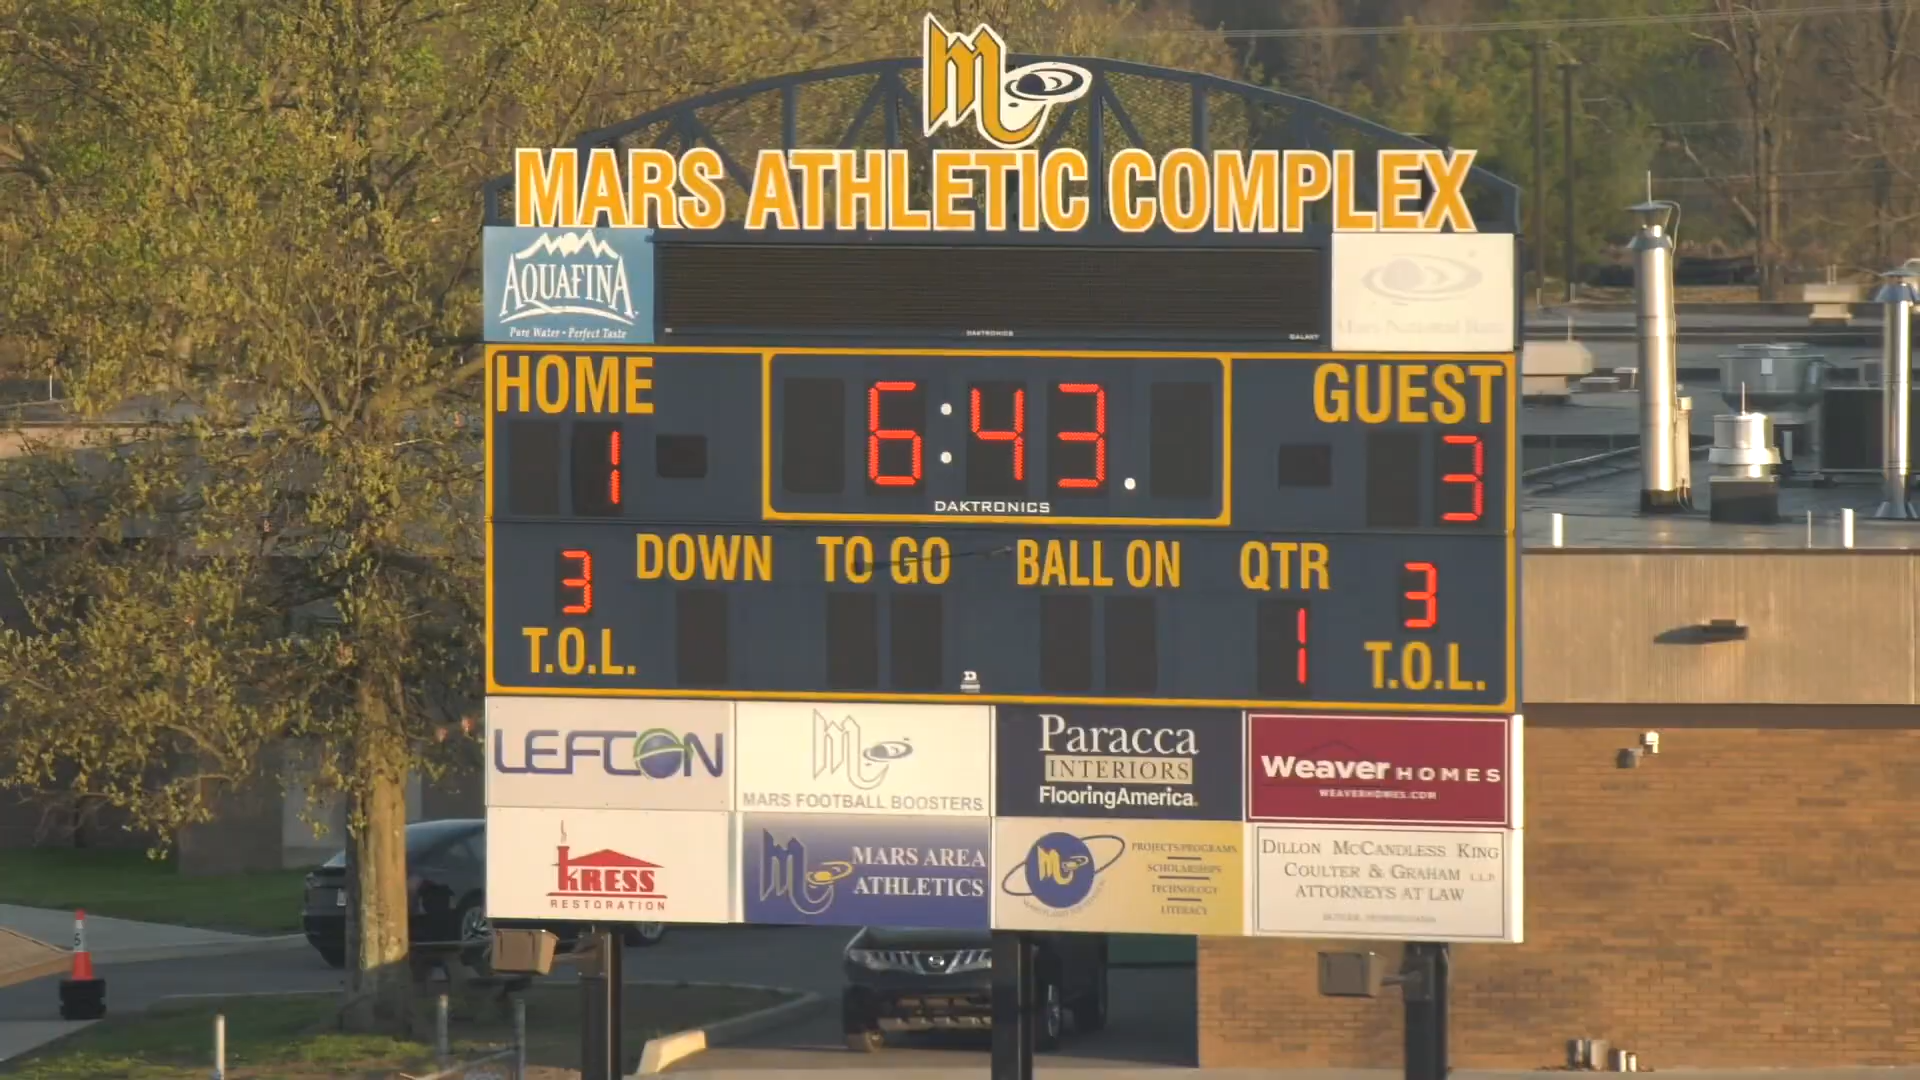 M
MARS ATHLETIC COMPLEX
AQUAFINA
Pure Water • Perfect Taste
DAKTRONICS
GALAXY
HOME
6:43.
GUEST
1
3
DAKTRONICS
3
DOWN
TO GO
BALL ON
QTR
3
T.O.L.
1
T.O.L.
LEFCON
M
MARS FOOTBALL BOOSTERS
Paracca
INTERIORS
FlooringAmerica.
Weaver HOMES
WEAVERHOMES.COM
KRESS
RESTORATION
M
MARS AREA
ATHLETICS
M
PROJECTS/PROGRAMS
SCHOLARSHIPS
TECHNOLOGY
LITERACY
DILLON MCCANDLESS KING
COULTER & GRAHAM L.L.P.
ATTORNEYS AT LAW
5